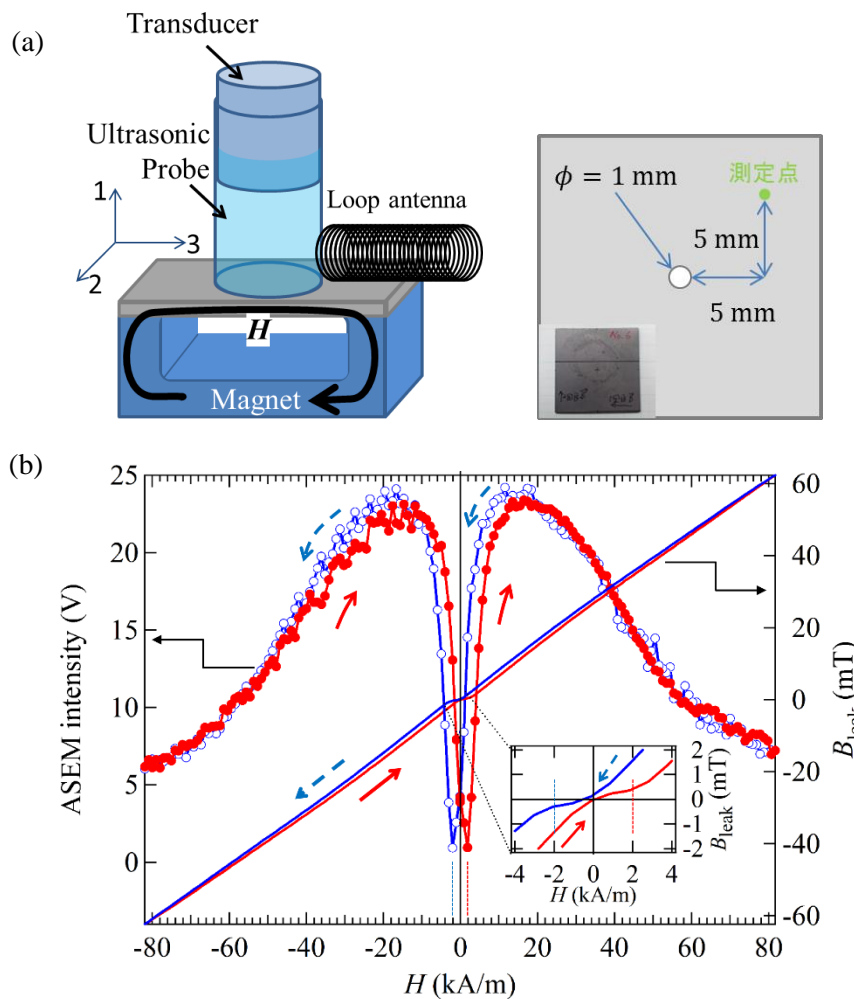 (a)
Transducer
Ultrasonic
Probe
Loop antenna
1
3
2
H
Magnet
ϕ = 1 mm
測定点
5 mm
5 mm
(b)
25
20
15
10
5
0
ASEM intensity (V)
60
40
20
0
-20
-40
-60
B_leak (mT)
-80 -60 -40 -20 0 20 40 60 80
H (kA/m)
2
1
0
-1
-2
B_leak (mT)
-4 -2 0 2 4
H (kA/m)